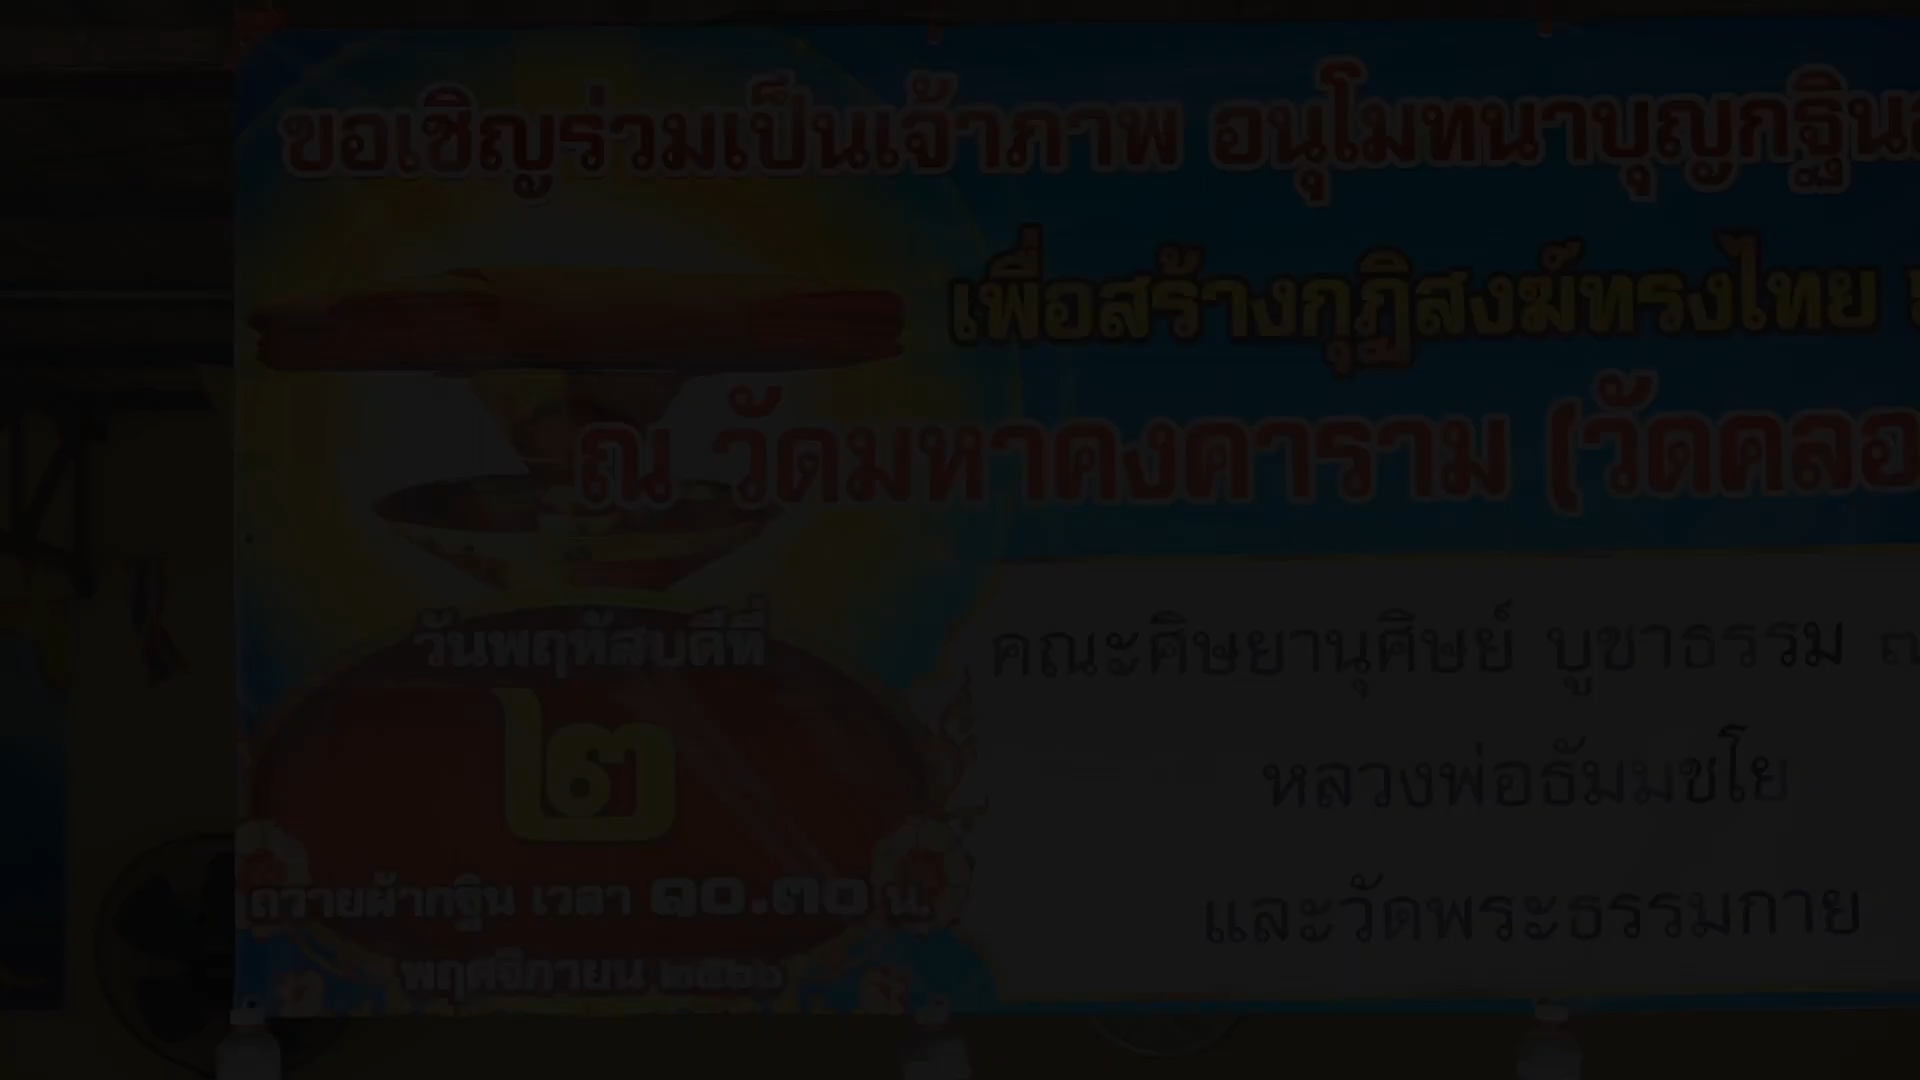 ขอเชิญร่วมเป็นเจ้าภาพ อนุโมทนาบุญกฐิน
เพื่อสร้างกุฏิสงฆ์ทรงไทย
ณ วัดมหาคงคาราม (วัดคลอ
วันพฤหัสบดีที่
๒
ถวายผ้ากฐิน เวลา ๑๐.๓๐ น.
พฤศจิกายน ๒๕๖๖
คณะศิษยานุศิษย์ บูชาธรรม
หลวงพ่อธัมมชโย
และวัดพระธรรมกาย